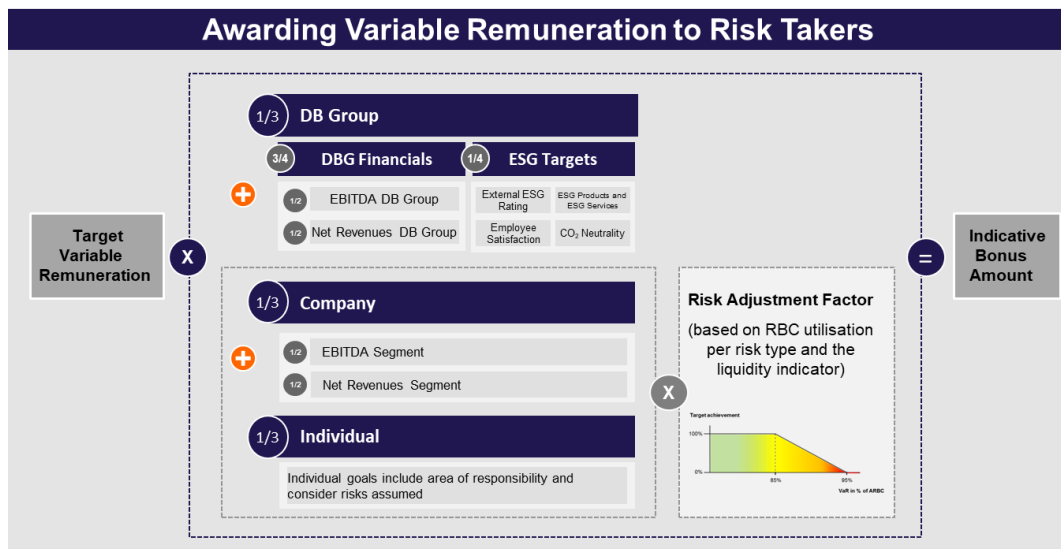 Awarding Variable Remuneration to Risk Takers
1/3 DB Group
3/4 DBG Financials
1/4 ESG Targets
1/2 EBITDA DB Group
1/2 Net Revenues DB Group
External ESG
Rating
ESG Products and
ESG Services
Employee
Satisfaction
CO₂ Neutrality
Target
Variable
Remuneration
X
=
Indicative
Bonus
Amount
1/3 Company
1/2 EBITDA Segment
1/2 Net Revenues Segment
1/3 Individual
Individual goals include area of responsibility and
consider risks assumed
X
Risk Adjustment Factor
(based on RBC utilisation
per risk type and the
liquidity indicator)
Target achievement
100%
0%
85%
95%
VaR in % of ARBC